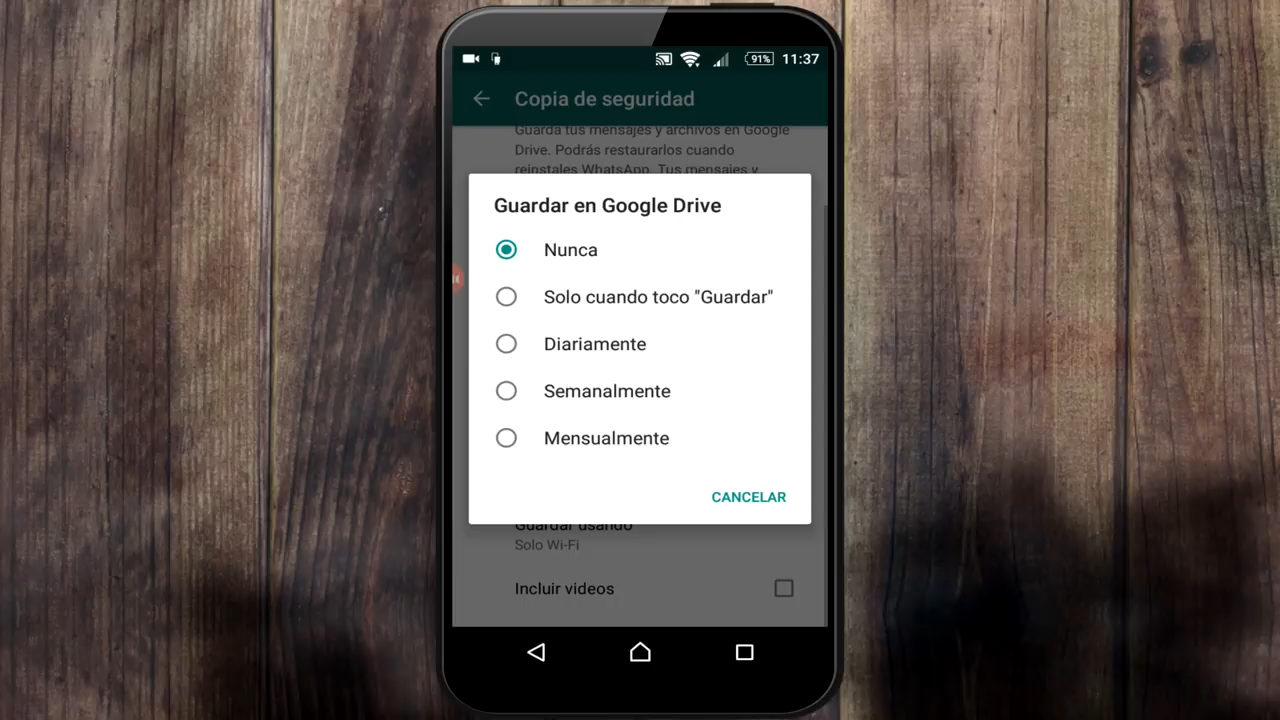 91% 11:37
Copia de seguridad
Guarda tus mensajes y archivos en Google
Drive. Podrás restaurarlos cuando
reinstales WhatsApp. Tus mensajes y
Guardar en Google Drive
Nunca
Solo cuando toco "Guardar"
Diariamente
Semanalmente
Mensualmente
CANCELAR
Guardar usando
Solo Wi-Fi
Incluir videos